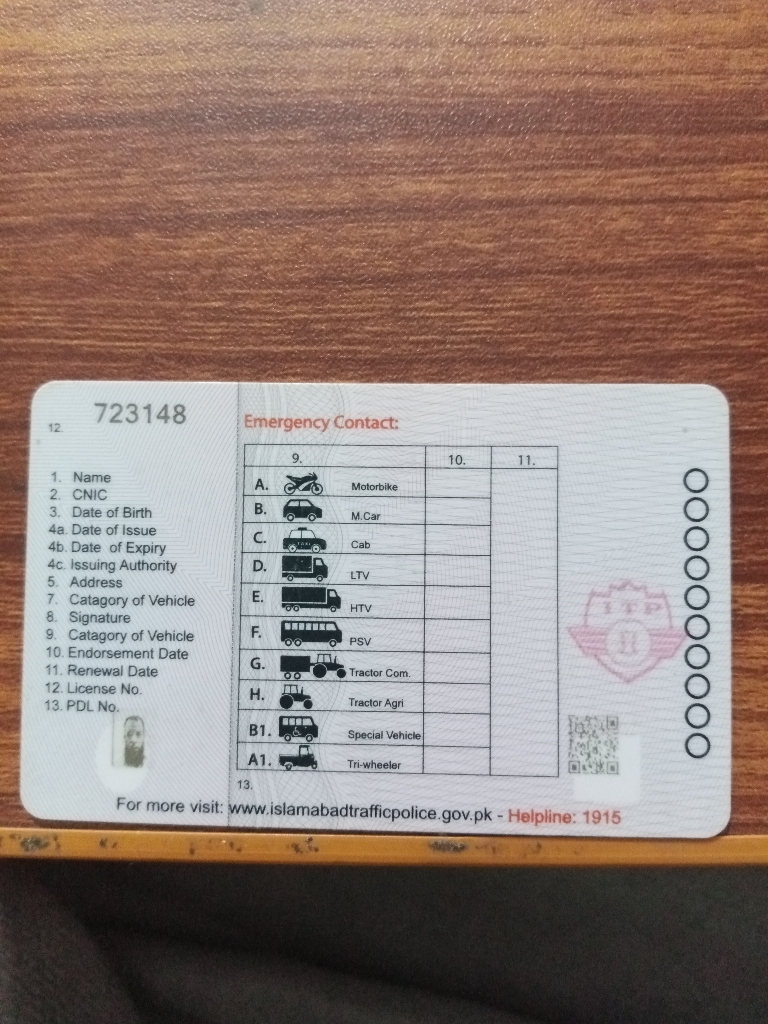 12. 723148
1. Name
2. CNIC
3. Date of Birth
4a. Date of Issue
4b. Date of Expiry
4c. Issuing Authority
5. Address
7. Catagory of Vehicle
8. Signature
9. Catagory of Vehicle
10. Endorsement Date
11. Renewal Date
12. License No.
13. PDL No.
Emergency Contact:
9. 10. 11.
A. Motorbike
B. M.Car
C. TAXI Cab
D. LTV
E. HTV
F. PSV
G. Tractor Com.
H. Tractor Agri
B1. Special Vehicle
A1. Tri-wheeler
13.
ITP
For more visit: www.islamabadtrafficpolice.gov.pk - Helpline: 1915